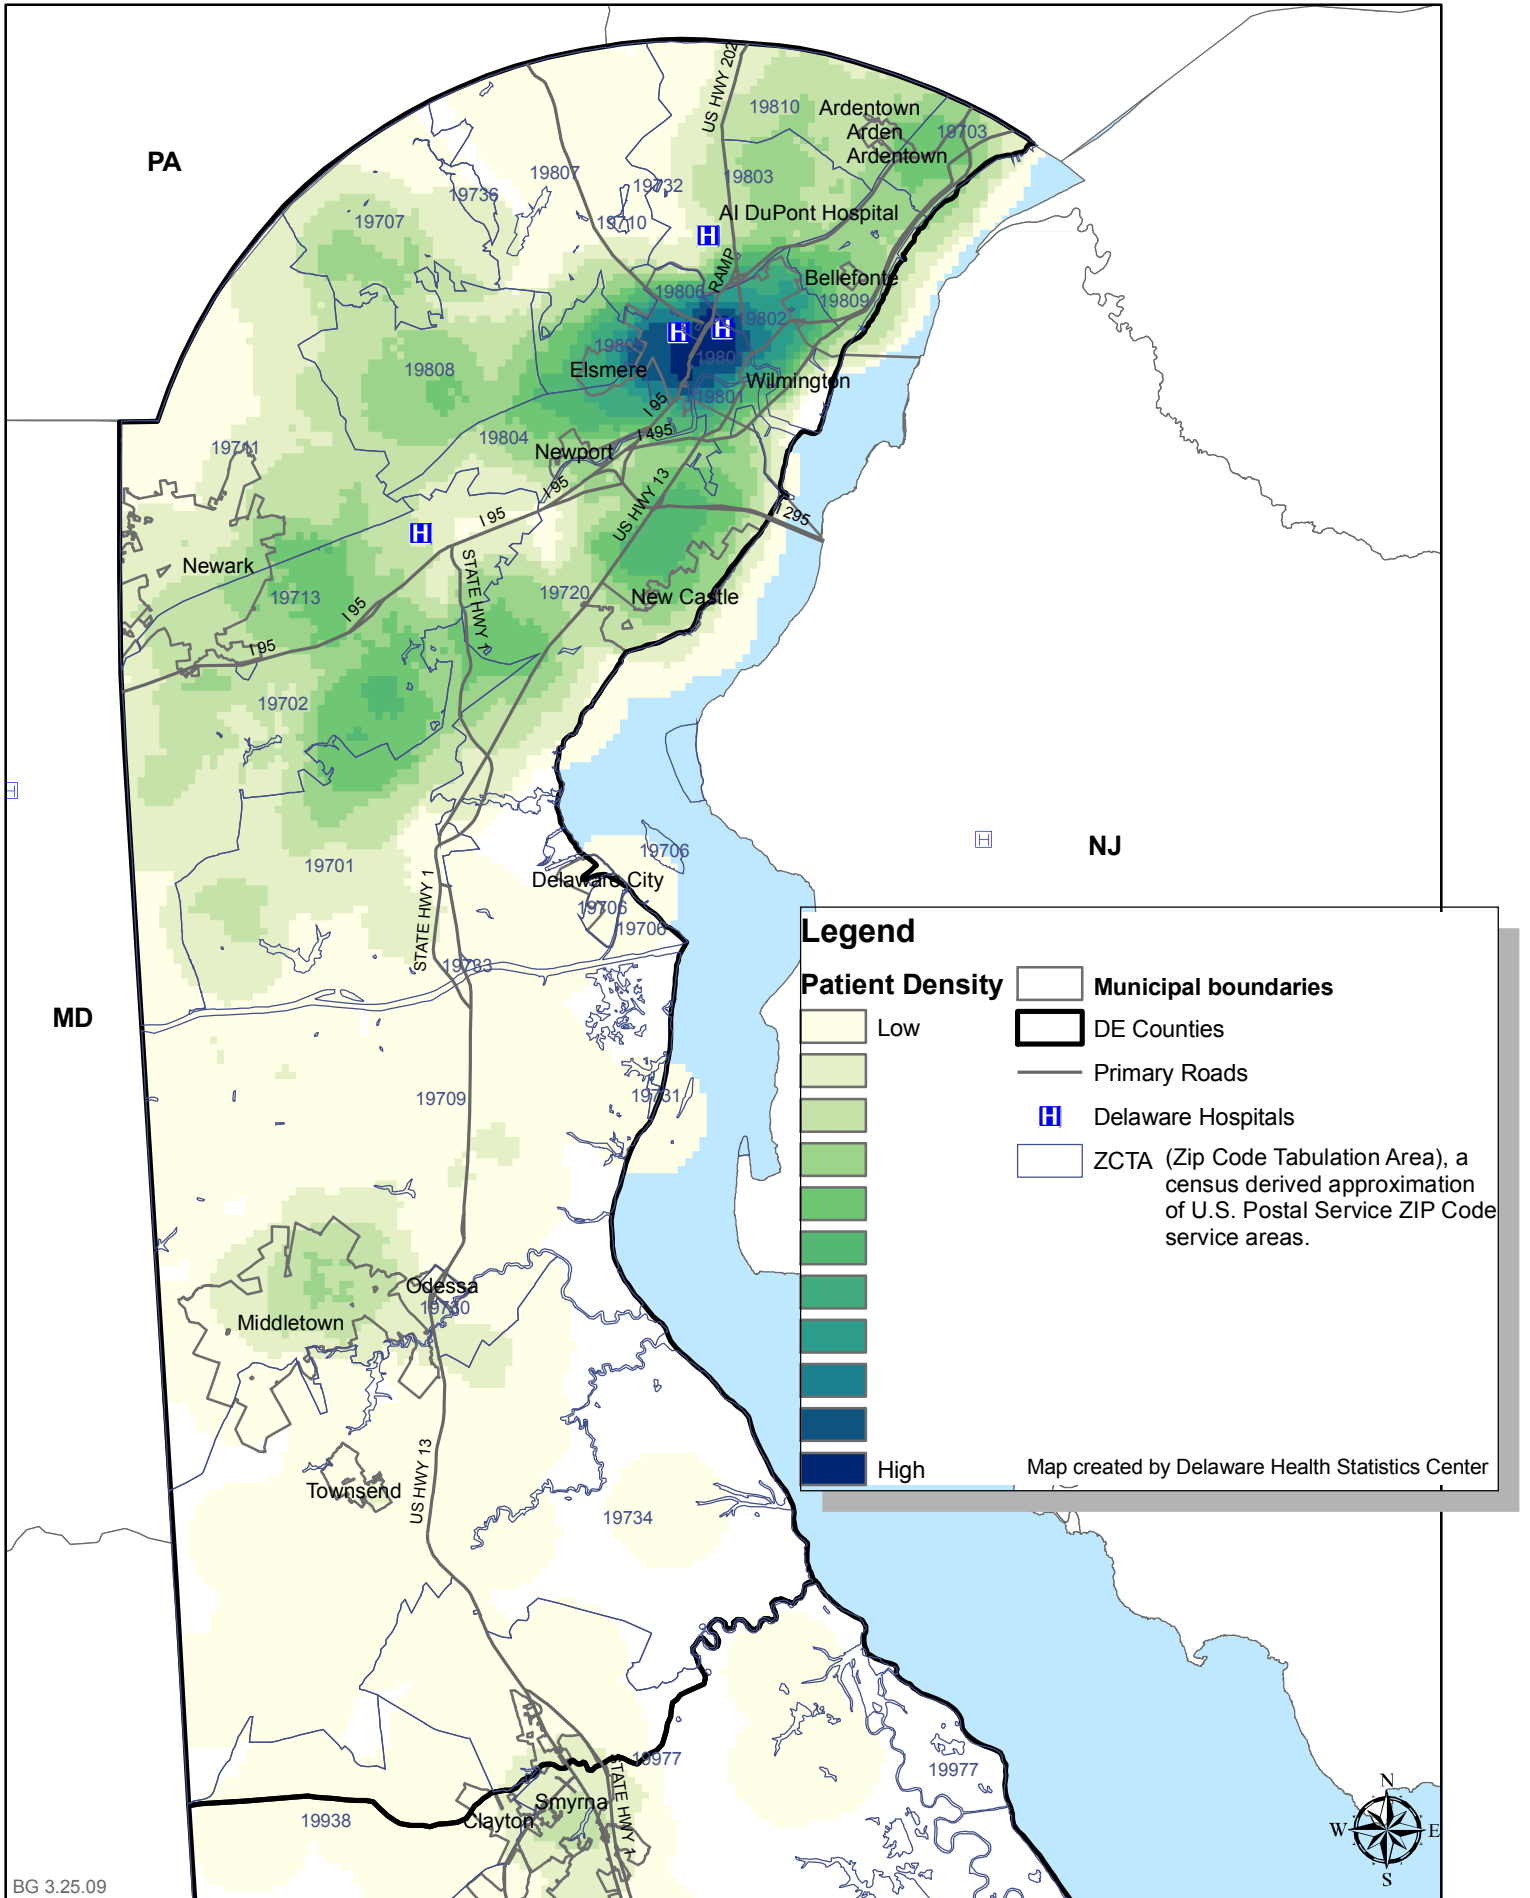 PA
US HWY 202
19810
Ardentown
Arden
19703
Ardentown
19807
19732
19803
19736
19707
19710
AI DuPont Hospital
H
RAMP
Bellefonte
19806
19809
19802
H
H
19805
1980
19808
Elsmere
Wilmington
19801
I 95
I 495
19804
19711
Newport
I 95
US HWY 13
I 295
I 95
H
STATE HWY 1
Newark
19713
19720
New Castle
I 95
I 95
19702
H
H
NJ
19701
19706
Delaware City
19706
19706
STATE HWY 1
19733
MD
19709
19731
Odessa
19730
Middletown
US HWY 13
Townsend
19734
19977
19977
STATE HWY 1
Smyrna
Clayton
19938
Legend
Patient Density
Low
High
Municipal boundaries
DE Counties
Primary Roads
H Delaware Hospitals
ZCTA (Zip Code Tabulation Area), a
census derived approximation
of U.S. Postal Service ZIP Code
service areas.
Map created by Delaware Health Statistics Center
N
W E
S
BG 3.25.09